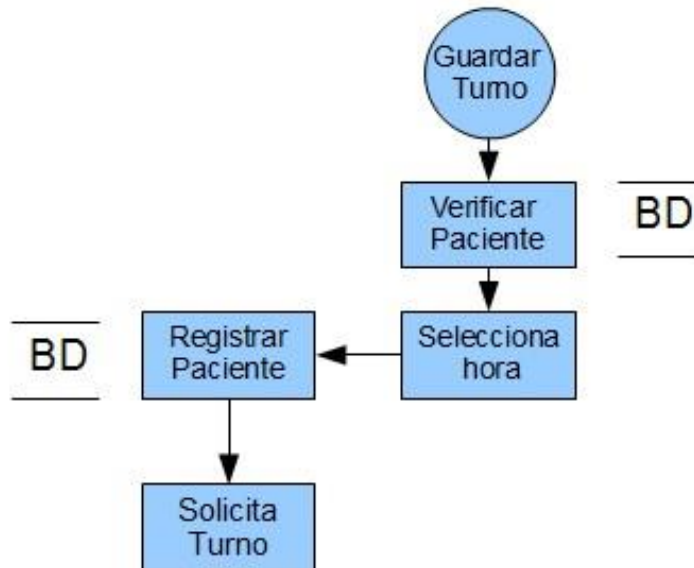 Guardar
Turno
Verificar
Paciente
BD
BD
Registrar
Paciente
Selecciona
hora
Solicita
Turno